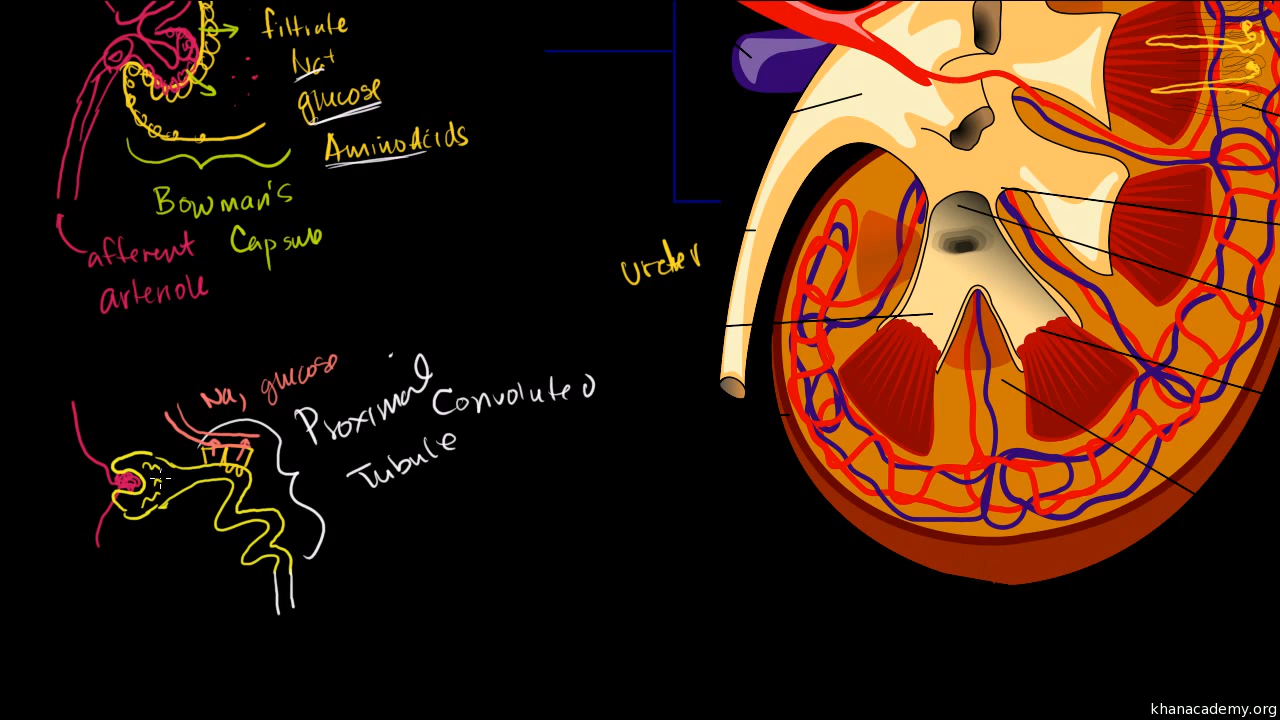 filtrate
Na+
glucose
Amino Acids
Bowman's
Capsule
afferent
arteriole
ureter
Na, glucose
Proximal
Convoluted
Tubule
khanacademy.org